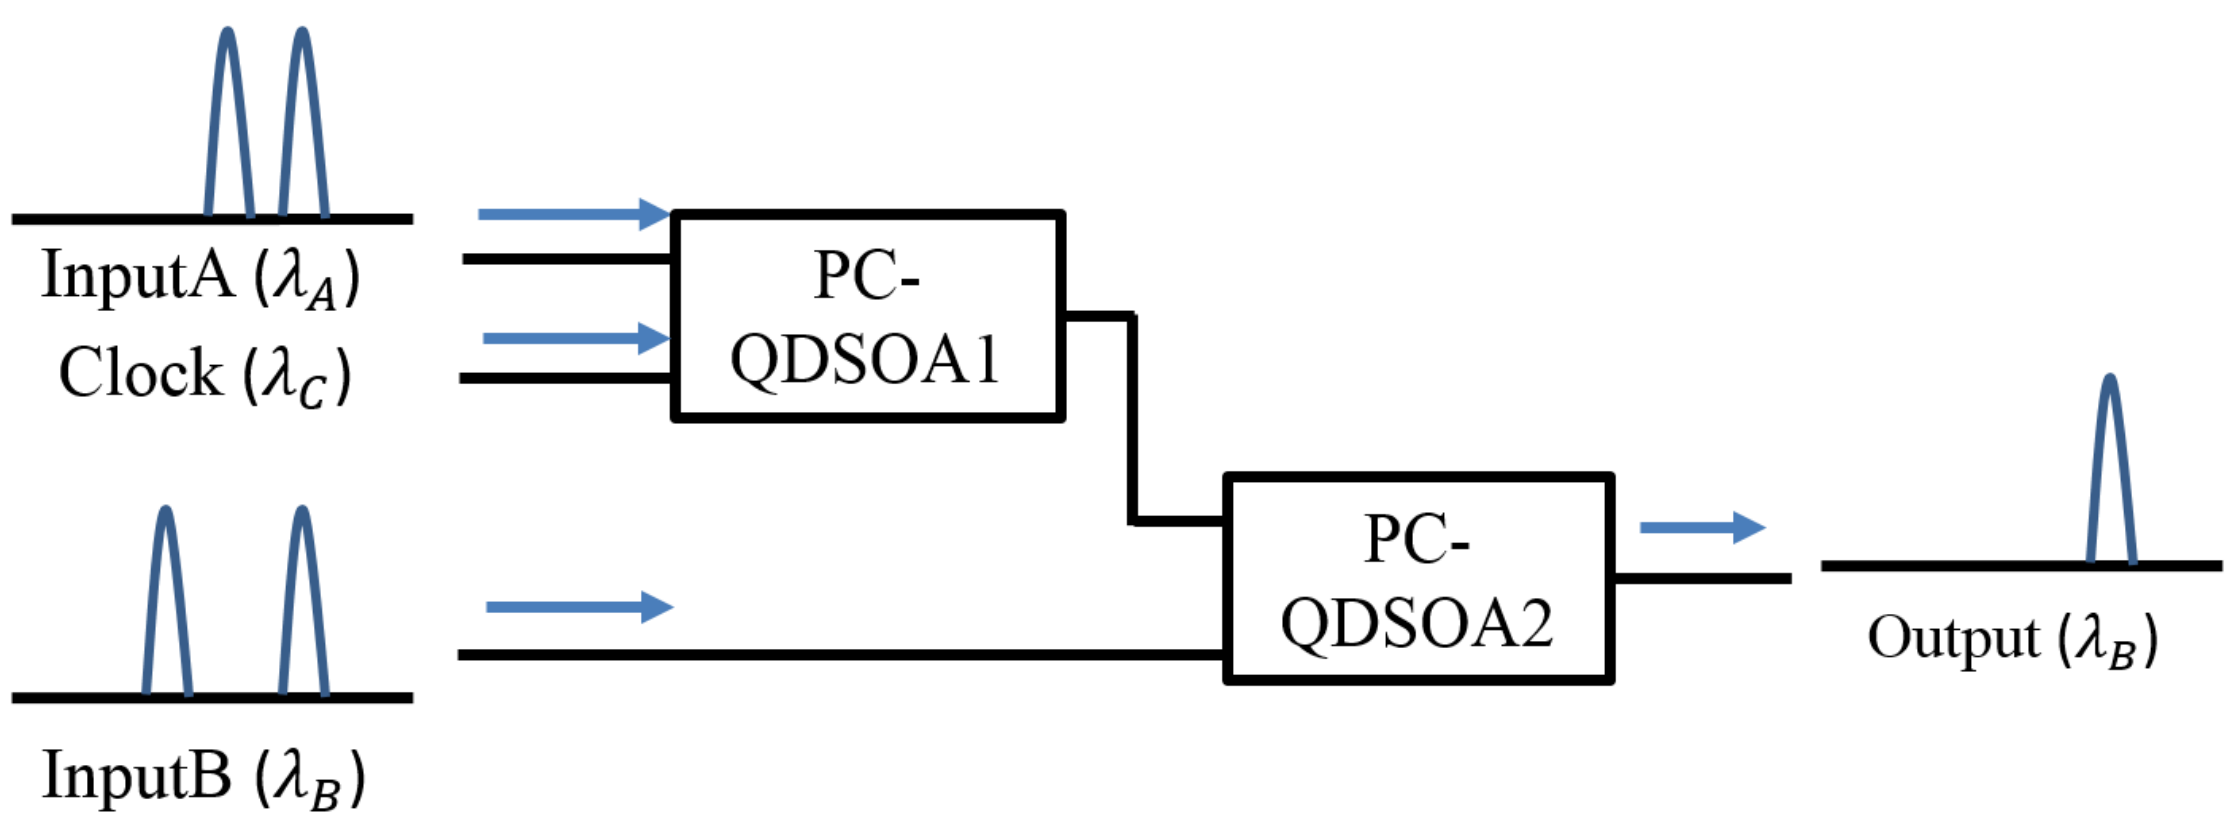 InputA (λA)
Clock (λC)
PC-
QDSOA1
InputB (λB)
PC-
QDSOA2
Output (λB)